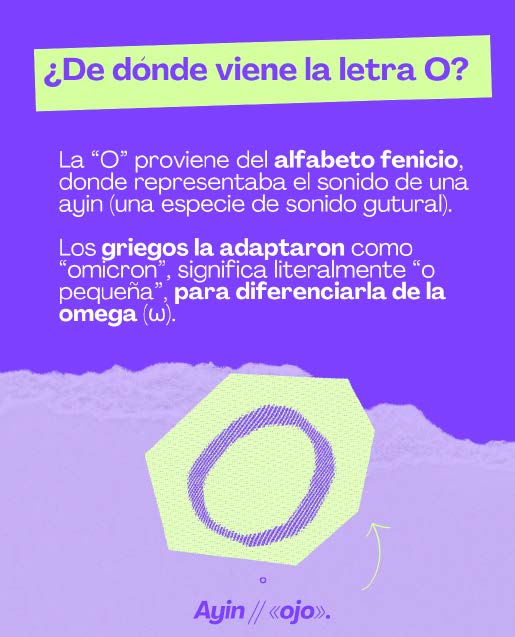 ¿De dónde viene la letra O?
La “O” proviene del alfabeto fenicio,
donde representaba el sonido de una
ayin (una especie de sonido gutural).
Los griegos la adaptaron como
“omicron”, significa literalmente “o
pequeña”, para diferenciarla de la
omega (ω).
Ayin // «ojo».